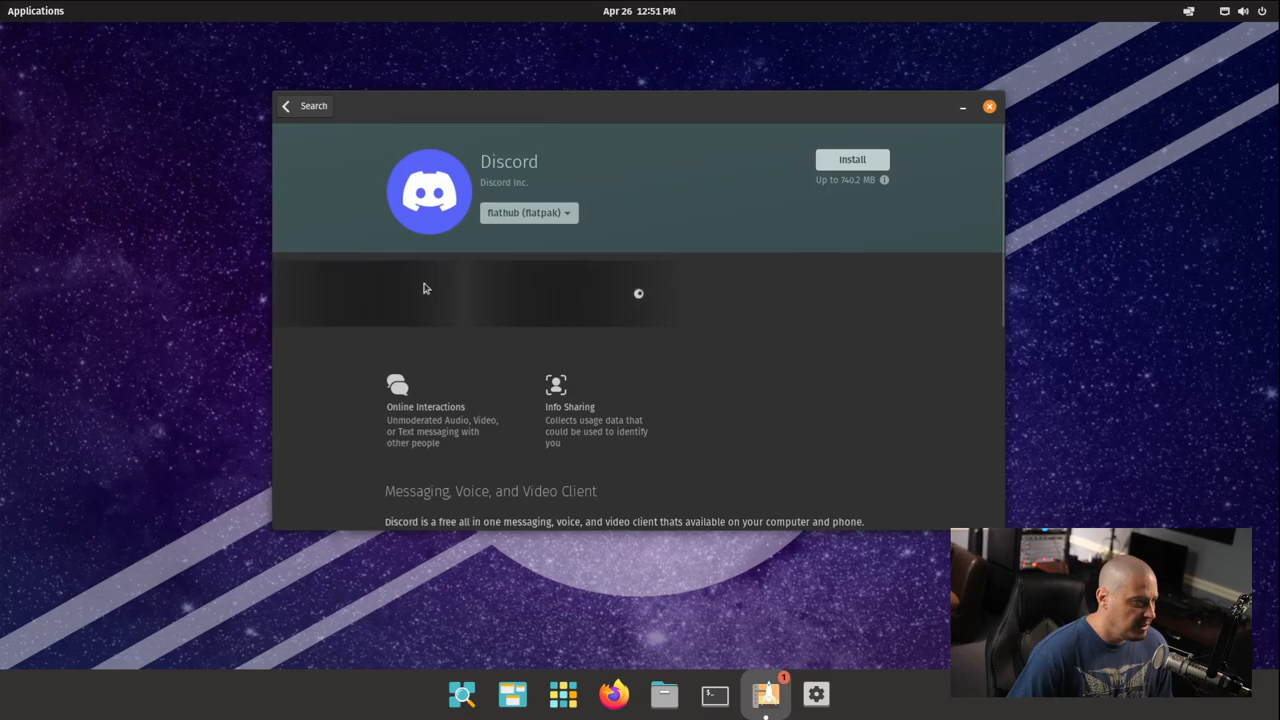 Applications
Apr 26 12:51 PM
Search
Discord
Discord Inc.
flathub (flatpak)
Install
Up to 740.2 MB
Online Interactions
Unmoderated Audio, Video,
or Text messaging with
other people
Info Sharing
Collects usage data that
could be used to identify
you
Messaging, Voice, and Video Client
Discord is a free all in one messaging, voice, and video client thats available on your computer and phone.
1